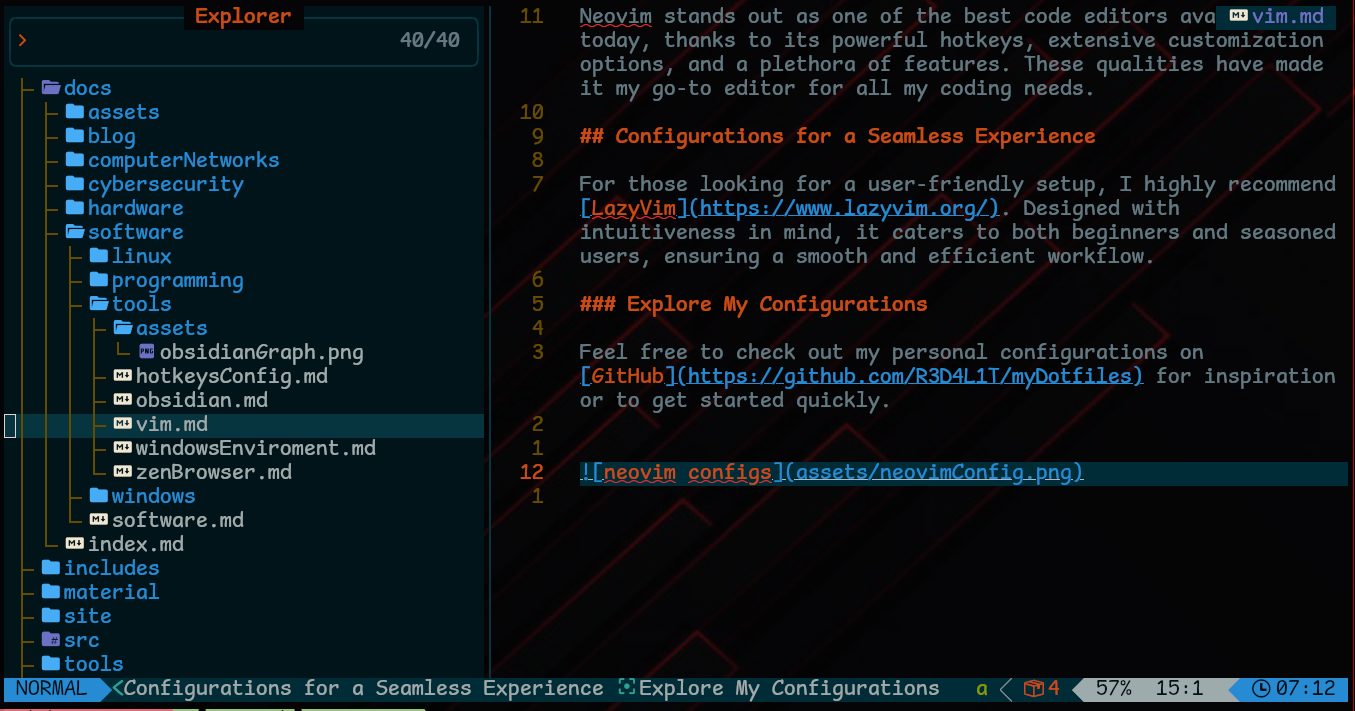 Explorer
> 40/40
docs
assets
blog
computerNetworks
cybersecurity
hardware
software
linux
programming
tools
assets
obsidianGraph.png
hotkeysConfig.md
obsidian.md
vim.md
windowsEnviroment.md
zenBrowser.md
windows
software.md
index.md
includes
material
site
src
tools
vim.md
11 Neovim stands out as one of the best code editors ava
today, thanks to its powerful hotkeys, extensive customization
options, and a plethora of features. These qualities have made
it my go-to editor for all my coding needs.
10
9 ## Configurations for a Seamless Experience
8
7 For those looking for a user-friendly setup, I highly recommend
[LazyVim](https://www.lazyvim.org/). Designed with
intuitiveness in mind, it caters to both beginners and seasoned
users, ensuring a smooth and efficient workflow.
6
5 ### Explore My Configurations
4
3 Feel free to check out my personal configurations on
[GitHub](https://github.com/R3D4L1T/myDotfiles) for inspiration
or to get started quickly.
2
1
12 ![neovim configs](assets/neovimConfig.png)
1
NORMAL <Configurations for a Seamless Experience Explore My Configurations a 4 57% 15:1 07:12